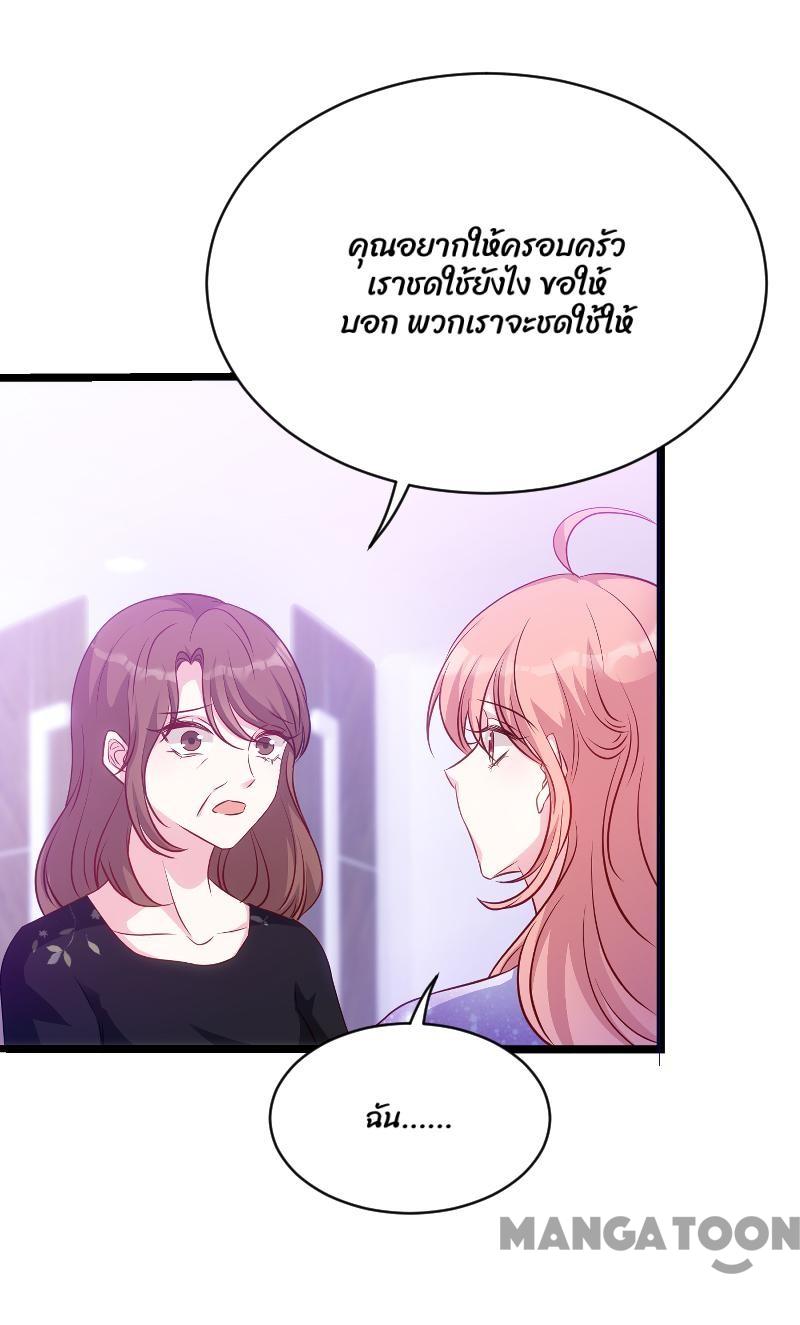 คุณอยากให้ครอบครัว
เราชดใช้ยังไง ขอให้
บอก พวกเราจะชดใช้ให้
ฉัน......
MANGATOON